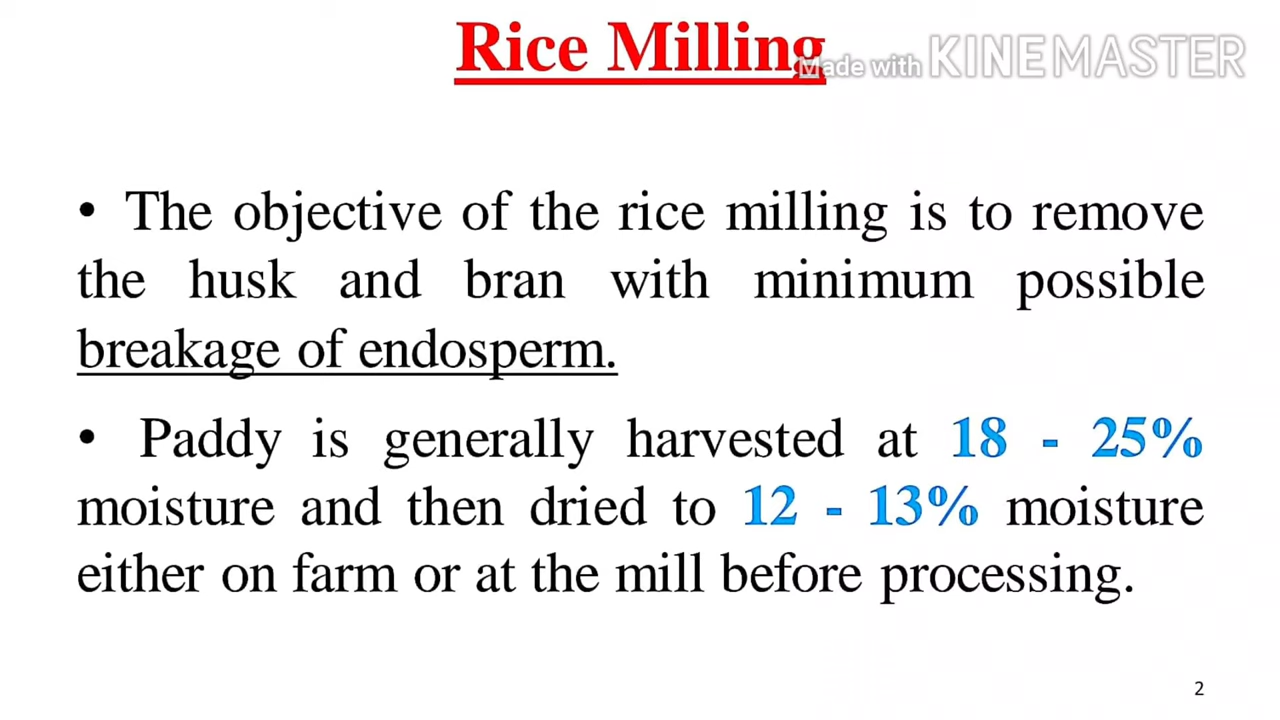 Rice Milling
Made with KINEMASTER
• The objective of the rice milling is to remove
the husk and bran with minimum possible
breakage of endosperm.
• Paddy is generally harvested at 18 - 25%
moisture and then dried to 12 - 13% moisture
either on farm or at the mill before processing.
2